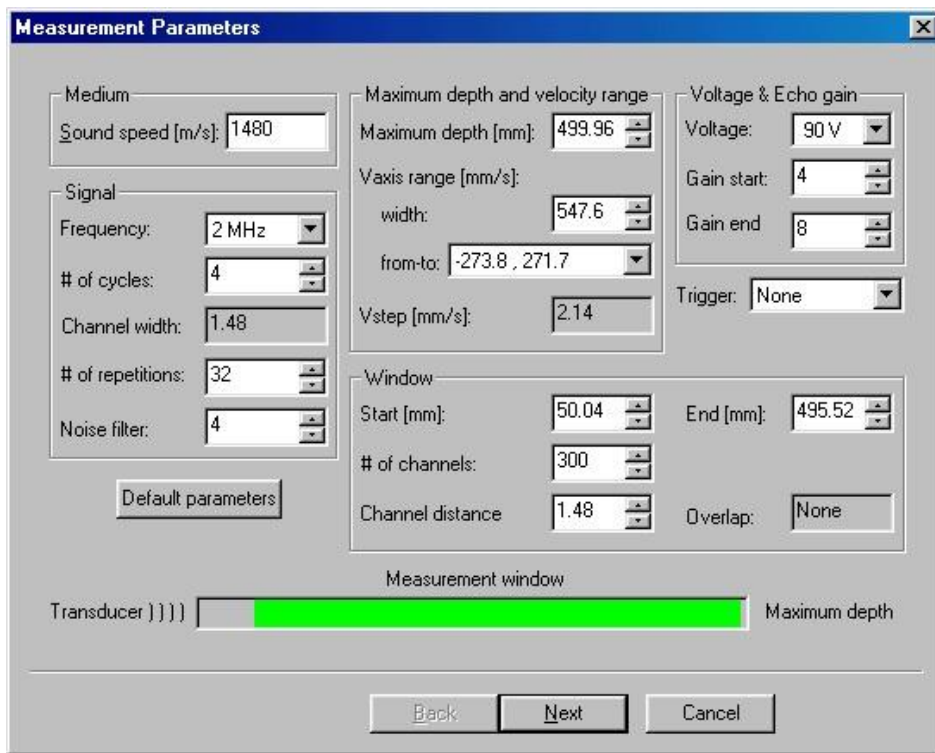 Measurement Parameters
Medium
Sound speed [m/s]: 1480
Signal
Frequency: 2 MHz
# of cycles: 4
Channel width: 1.48
# of repetitions: 32
Noise filter: 4
Default parameters
Maximum depth and velocity range
Maximum depth [mm]: 499.96
Vaxis range [mm/s]:
width: 547.6
from-to: -273.8 , 271.7
Vstep [mm/s]: 2.14
Voltage & Echo gain
Voltage: 90 V
Gain start: 4
Gain end 8
Trigger: None
Window
Start [mm]: 50.04 End [mm]: 495.52
# of channels: 300
Channel distance 1.48 Overlap: None
Measurement window
Transducer ) ) ) ) Maximum depth
Back Next Cancel